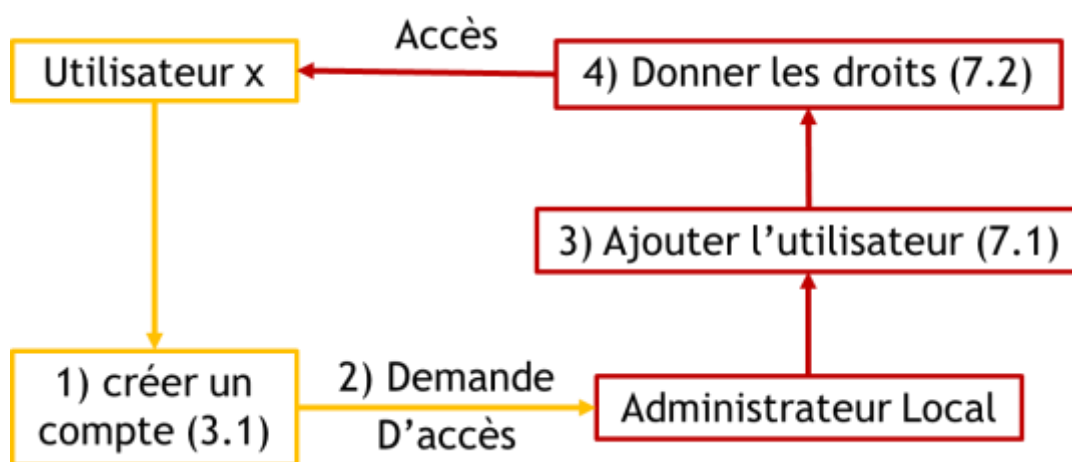 Accès
Utilisateur x
4) Donner les droits (7.2)
3) Ajouter l’utilisateur (7.1)
1) créer un
compte (3.1)
2) Demande
D’accès
Administrateur Local